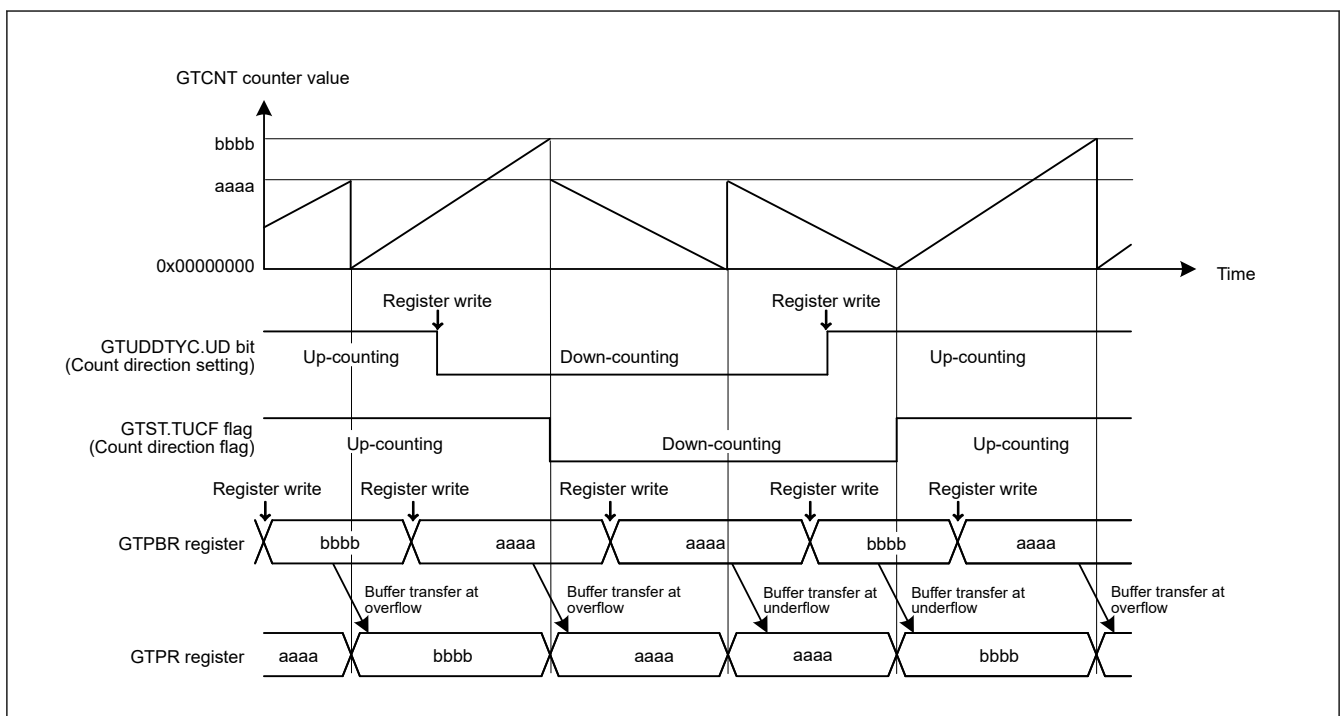 GTCNT counter value
bbbb
aaaa
0x00000000
Time
Register write Register write
GTUDDTYC.UD bit
(Count direction setting)
Up-counting Down-counting Up-counting
GTST.TUCF flag
(Count direction flag)
Up-counting Down-counting Up-counting
Register write Register write Register write Register write Register write
GTPBR register bbbb aaaa aaaa bbbb aaaa
Buffer transfer at Buffer transfer at Buffer transfer at Buffer transfer at Buffer transfer at
overflow overflow underflow underflow overflow
GTPR register aaaa bbbb aaaa aaaa bbbb